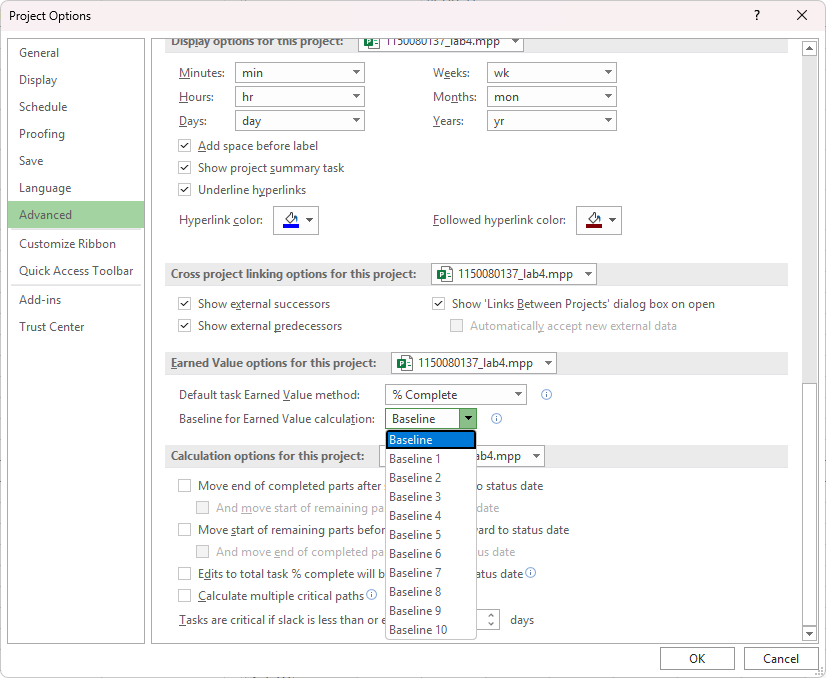 Project Options
?
General
Display
Schedule
Proofing
Save
Language
Advanced
Customize Ribbon
Quick Access Toolbar
Add-ins
Trust Center
Display options for this project: 1150080137_lab4.mpp
Minutes: min Weeks: wk
Hours: hr Months: mon
Days: day Years: yr
Add space before label
Show project summary task
Underline hyperlinks
Hyperlink color: Followed hyperlink color:
Cross project linking options for this project: 1150080137_lab4.mpp
Show external successors Show 'Links Between Projects' dialog box on open
Show external predecessors Automatically accept new external data
Earned Value options for this project: 1150080137_lab4.mpp
Default task Earned Value method: % Complete
Baseline for Earned Value calculation: Baseline
Baseline
Baseline 1
Baseline 2
Baseline 3
Baseline 4
Baseline 5
Baseline 6
Baseline 7
Baseline 8
Baseline 9
Baseline 10
Calculation options for this project: ab4.mpp
Move end of completed parts after to status date
And move start of remaining pa date
Move start of remaining parts befor ward to status date
And move end of completed pa us date
Edits to total task % complete will b atus date
Calculate multiple critical paths
Tasks are critical if slack is less than or e days
OK Cancel